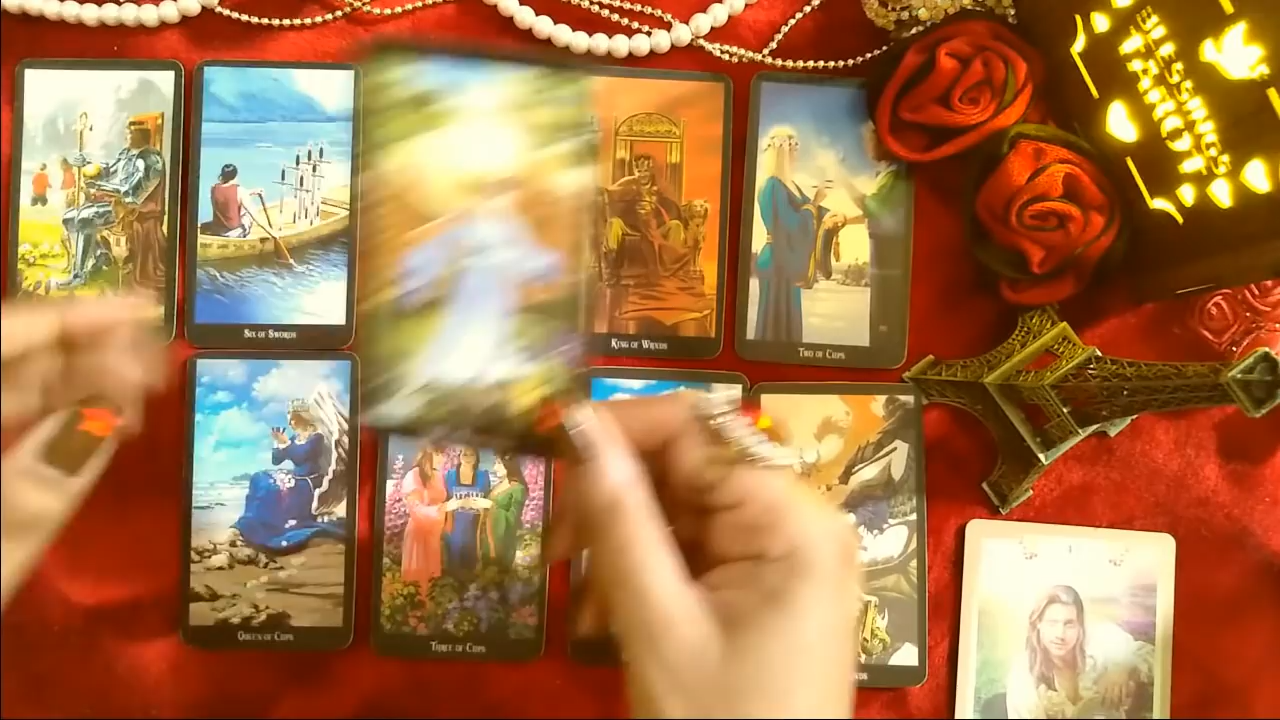 BLESSINGS
TAROT
SIX OF SWORDS
KING OF WANDS
TWO OF CUPS
QUEEN OF CUPS
THREE OF CUPS
I